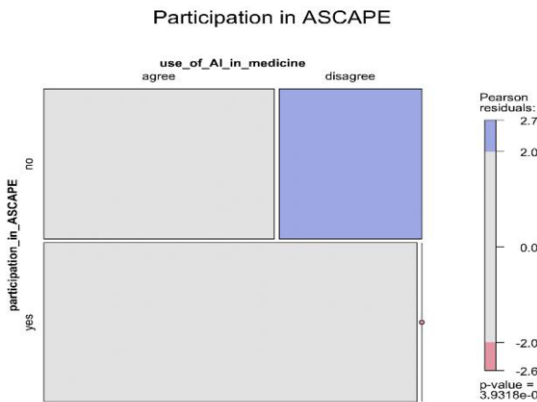 Participation in ASCAPE
use_of_AI_in_medicine
agree disagree
participation_in_ASCAPE
no
yes
Pearson
residuals:
2.7
2.0
0.0
-2.0
-2.6
p-value =
3.9318e-0